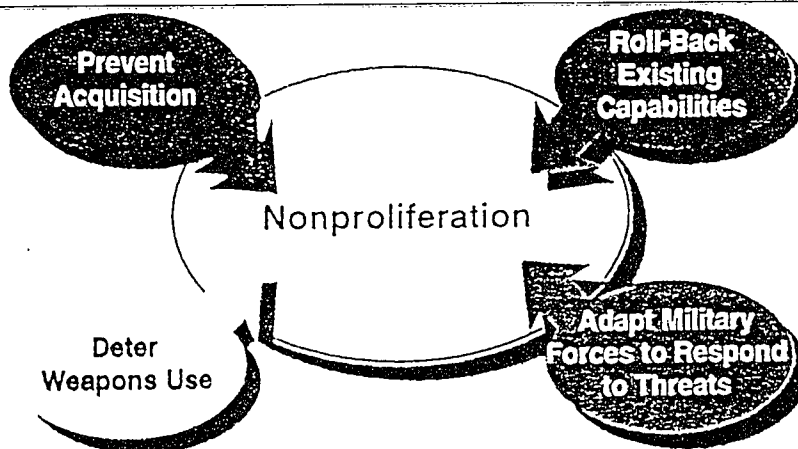 Prevent
Acquisition
Roll-Back
Existing
Capabilities
Nonproliferation
Deter
Weapons Use
Adapt Military
Forces to Respond
to Threats